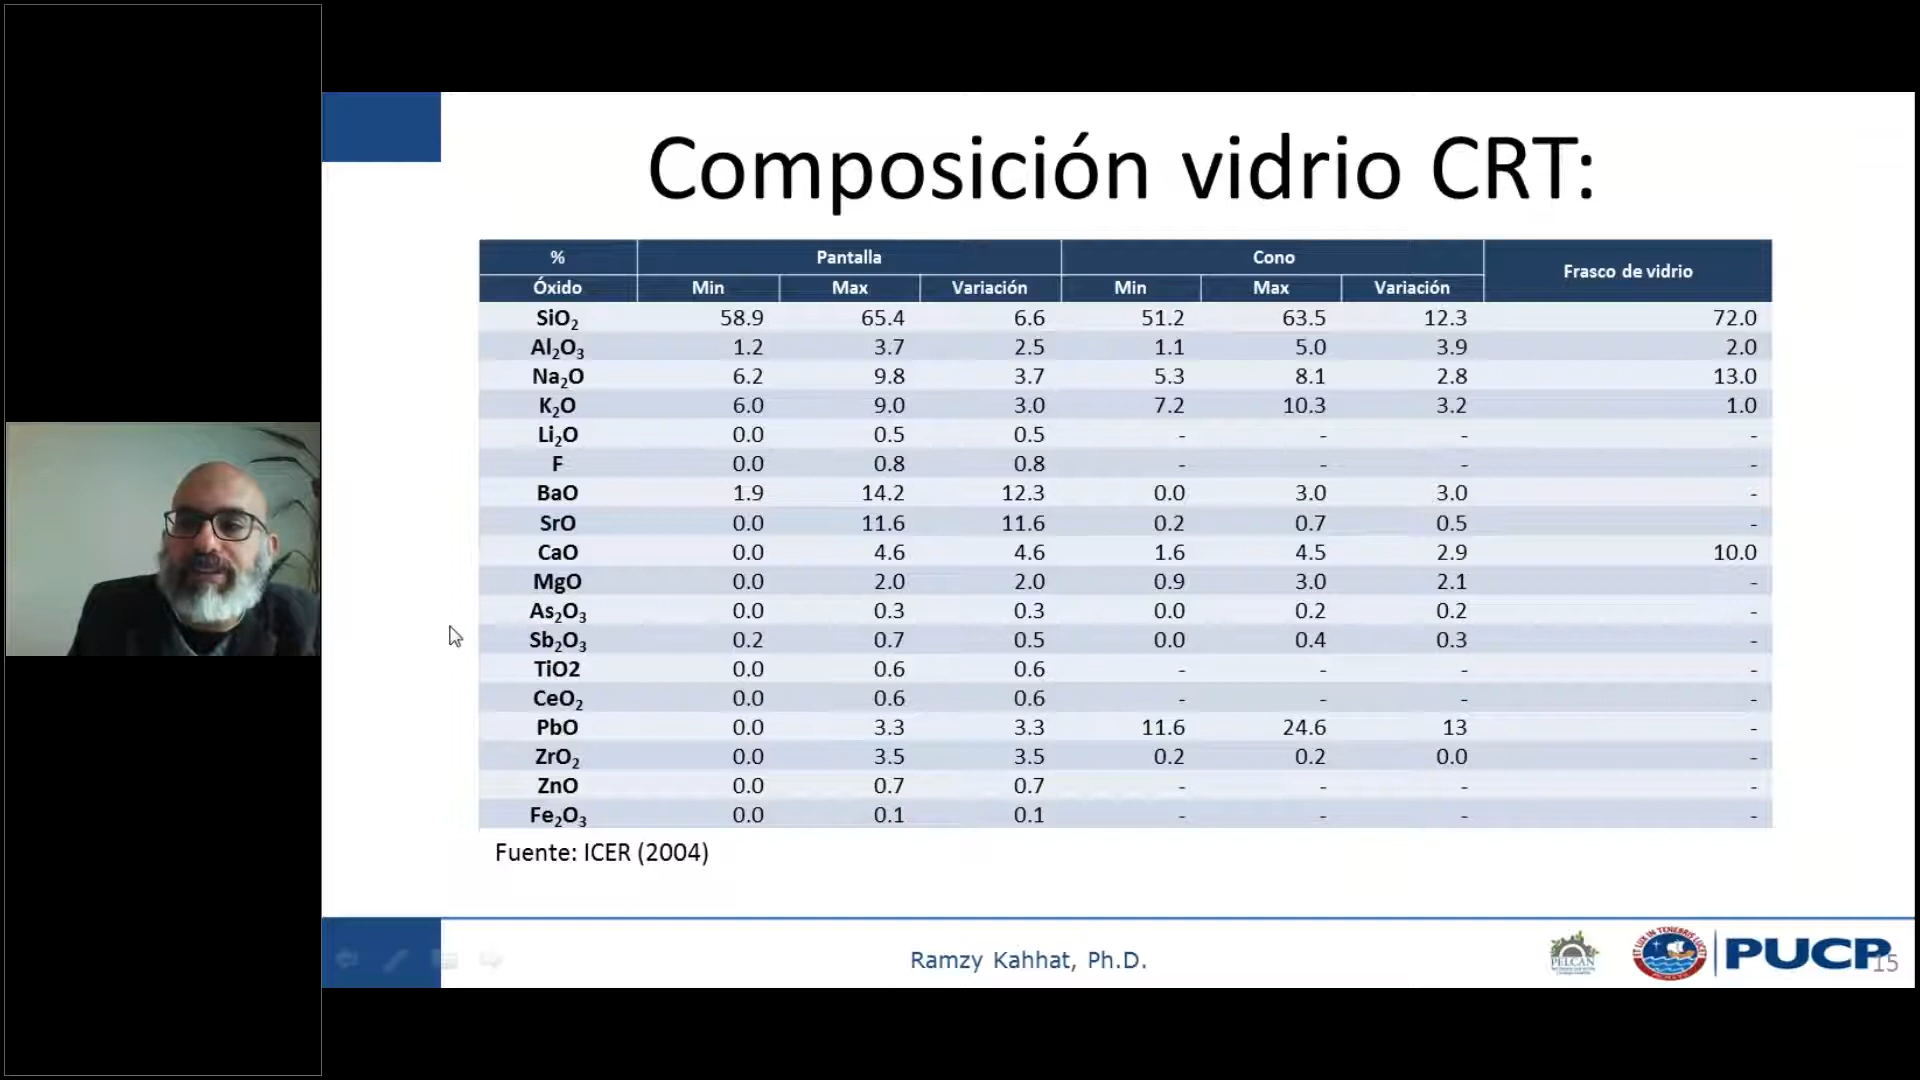 Composición vidrio CRT:
% Pantalla Cono Frasco de vidrio
Óxido Min Max Variación Min Max Variación
SiO₂ 58.9 65.4 6.6 51.2 63.5 12.3 72.0
Al₂O₃ 1.2 3.7 2.5 1.1 5.0 3.9 2.0
Na₂O 6.2 9.8 3.7 5.3 8.1 2.8 13.0
K₂O 6.0 9.0 3.0 7.2 10.3 3.2 1.0
Li₂O 0.0 0.5 0.5 - - - -
F 0.0 0.8 0.8 - - - -
BaO 1.9 14.2 12.3 0.0 3.0 3.0 -
SrO 0.0 11.6 11.6 0.2 0.7 0.5 -
CaO 0.0 4.6 4.6 1.6 4.5 2.9 10.0
MgO 0.0 2.0 2.0 0.9 3.0 2.1 -
As₂O₃ 0.0 0.3 0.3 0.0 0.2 0.2 -
Sb₂O₃ 0.2 0.7 0.5 0.0 0.4 0.3 -
TiO2 0.0 0.6 0.6 - - - -
CeO₂ 0.0 0.6 0.6 - - - -
PbO 0.0 3.3 3.3 11.6 24.6 13 -
ZrO₂ 0.0 3.5 3.5 0.2 0.2 0.0 -
ZnO 0.0 0.7 0.7 - - - -
Fe₂O₃ 0.0 0.1 0.1 - - - -
Fuente: ICER (2004)
Ramzy Kahhat, Ph.D.
PELCAN
ET LUX IN TENEBRIS LUCET
PUCP
15